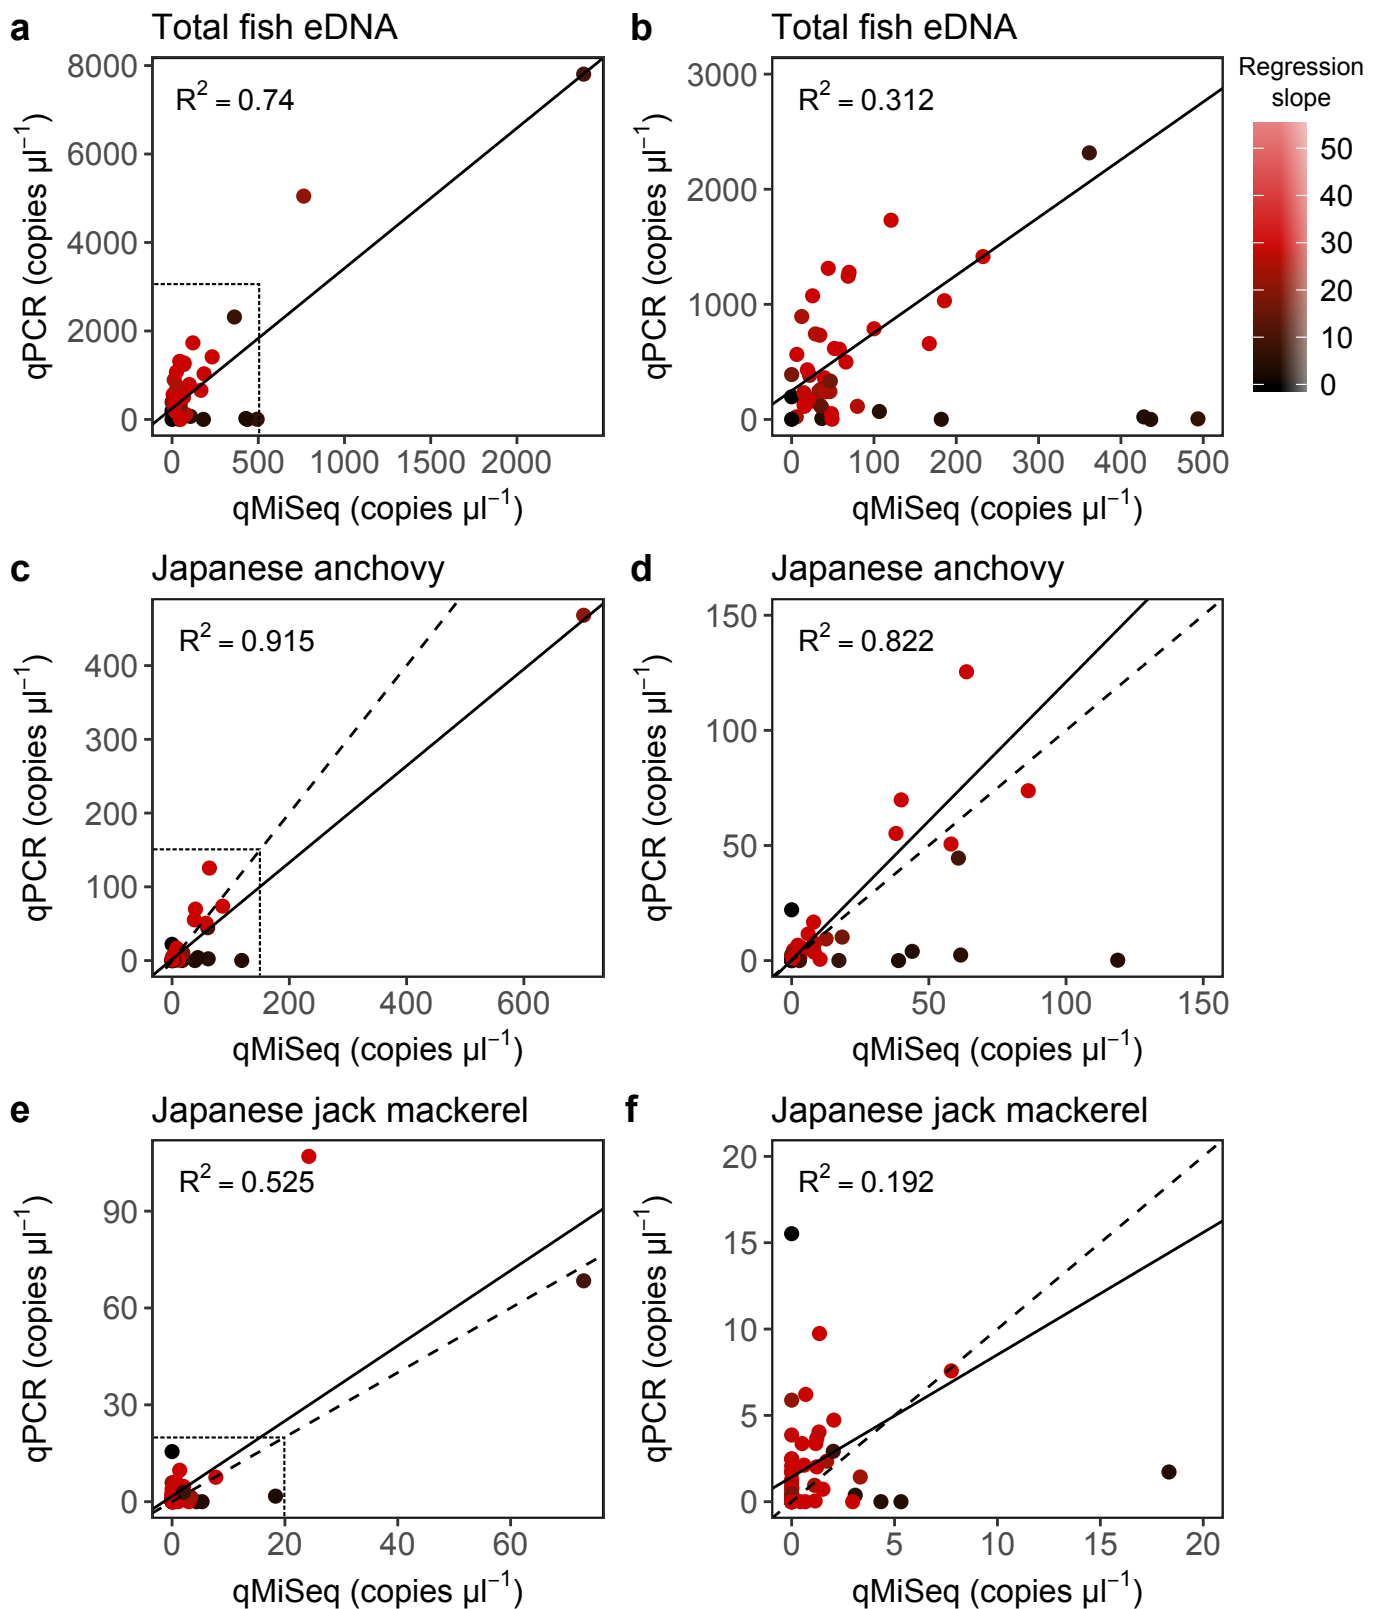 a Total fish eDNA
R² = 0.74
qPCR (copies µl⁻¹)
8000
6000
4000
2000
0
0 500 1000 1500 2000
qMiSeq (copies µl⁻¹)
b Total fish eDNA
R² = 0.312
qPCR (copies µl⁻¹)
3000
2000
1000
0
0 100 200 300 400 500
qMiSeq (copies µl⁻¹)
Regression
slope
50
40
30
20
10
0
c Japanese anchovy
R² = 0.915
qPCR (copies µl⁻¹)
400
300
200
100
0
0 200 400 600
qMiSeq (copies µl⁻¹)
d Japanese anchovy
R² = 0.822
qPCR (copies µl⁻¹)
150
100
50
0
0 50 100 150
qMiSeq (copies µl⁻¹)
e Japanese jack mackerel
R² = 0.525
qPCR (copies µl⁻¹)
90
60
30
0
0 20 40 60
qMiSeq (copies µl⁻¹)
f Japanese jack mackerel
R² = 0.192
qPCR (copies µl⁻¹)
20
15
10
5
0
0 5 10 15 20
qMiSeq (copies µl⁻¹)